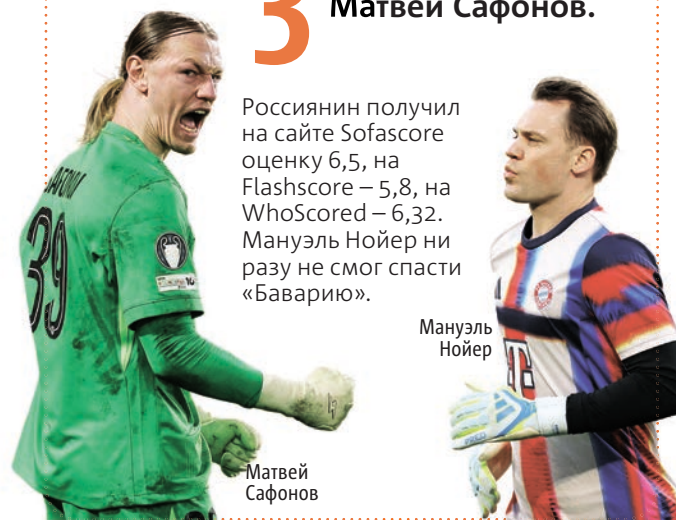 3
Матвей Сафонов.
Россиянин получил
на сайте Sofascore
оценку 6,5, на
Flashscore – 5,8, на
WhoScored – 6,32.
Мануэль Нойер ни
разу не смог спасти
«Баварию».
Мануэль
Нойер
Матвей
Сафонов
39